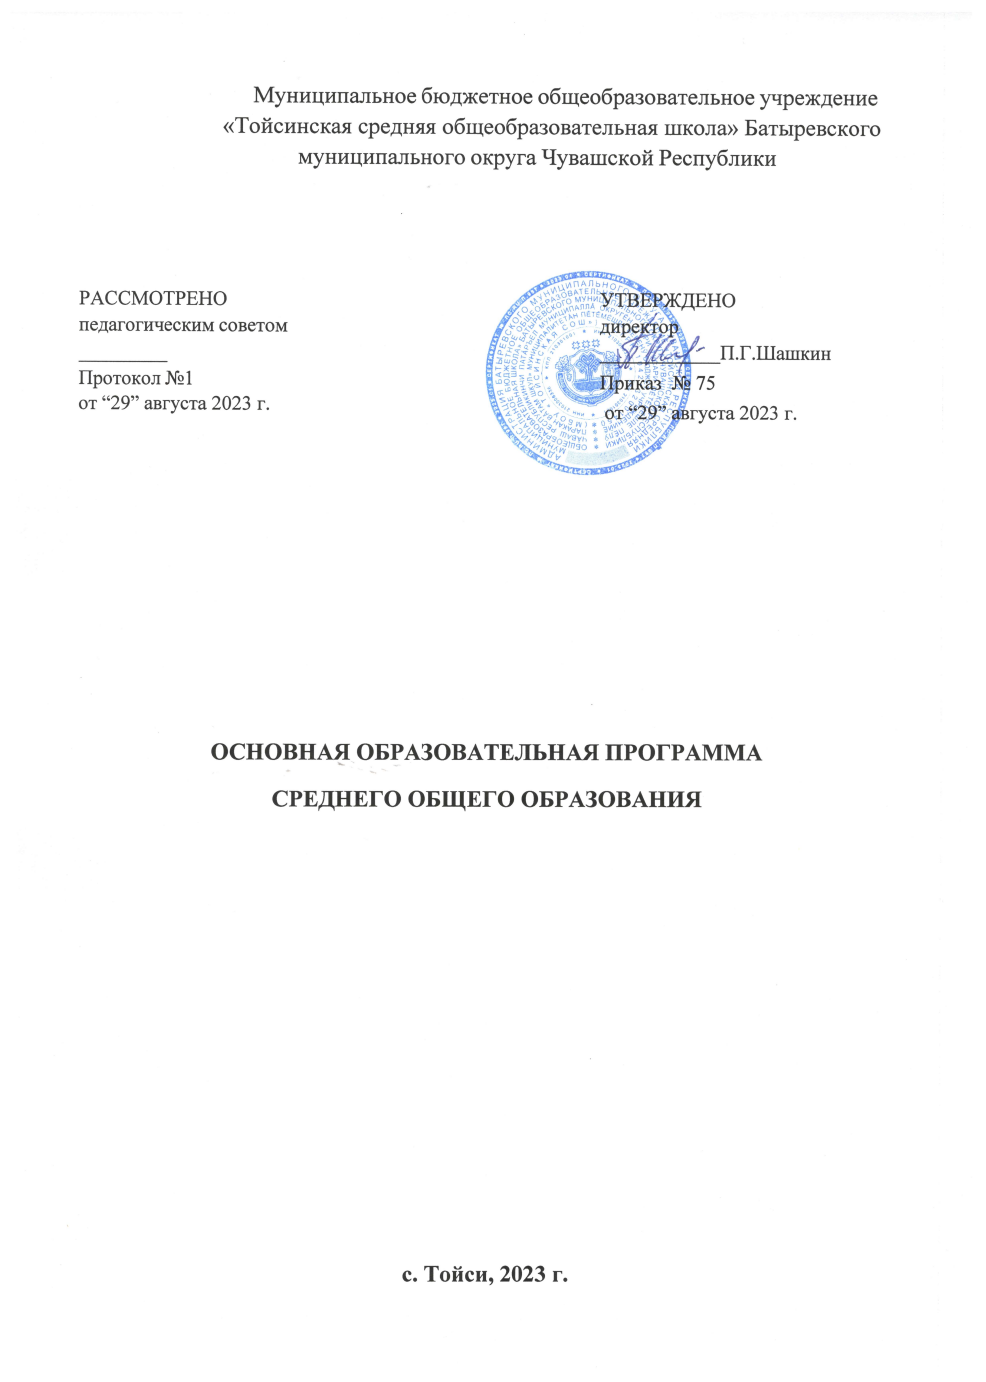 Муниципальное бюджетное общеобразовательное учреждение
«Тойсинская средняя общеобразовательная школа» Батыревского
муниципального округа Чувашской Республики
РАССМОТРЕНО
педагогическим советом
_________
Протокол №1
от “29” августа 2023 г.
УТВЕРЖДЕНО
директор
____________П.Г.Шашкин
Приказ № 75
от “29” августа 2023 г.
ОСНОВНАЯ ОБРАЗОВАТЕЛЬНАЯ ПРОГРАММА
СРЕДНЕГО ОБЩЕГО ОБРАЗОВАНИЯ
с. Тойси, 2023 г.